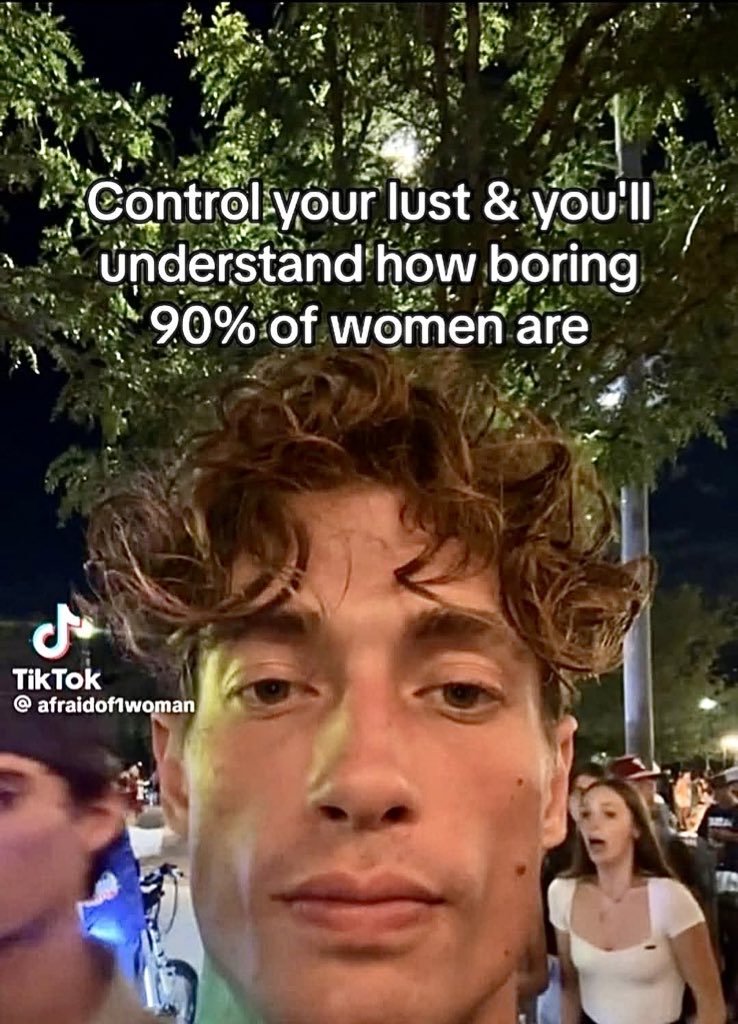 Control your lust & you'll
understand how boring
90% of women are
TikTok
@ afraidof1woman